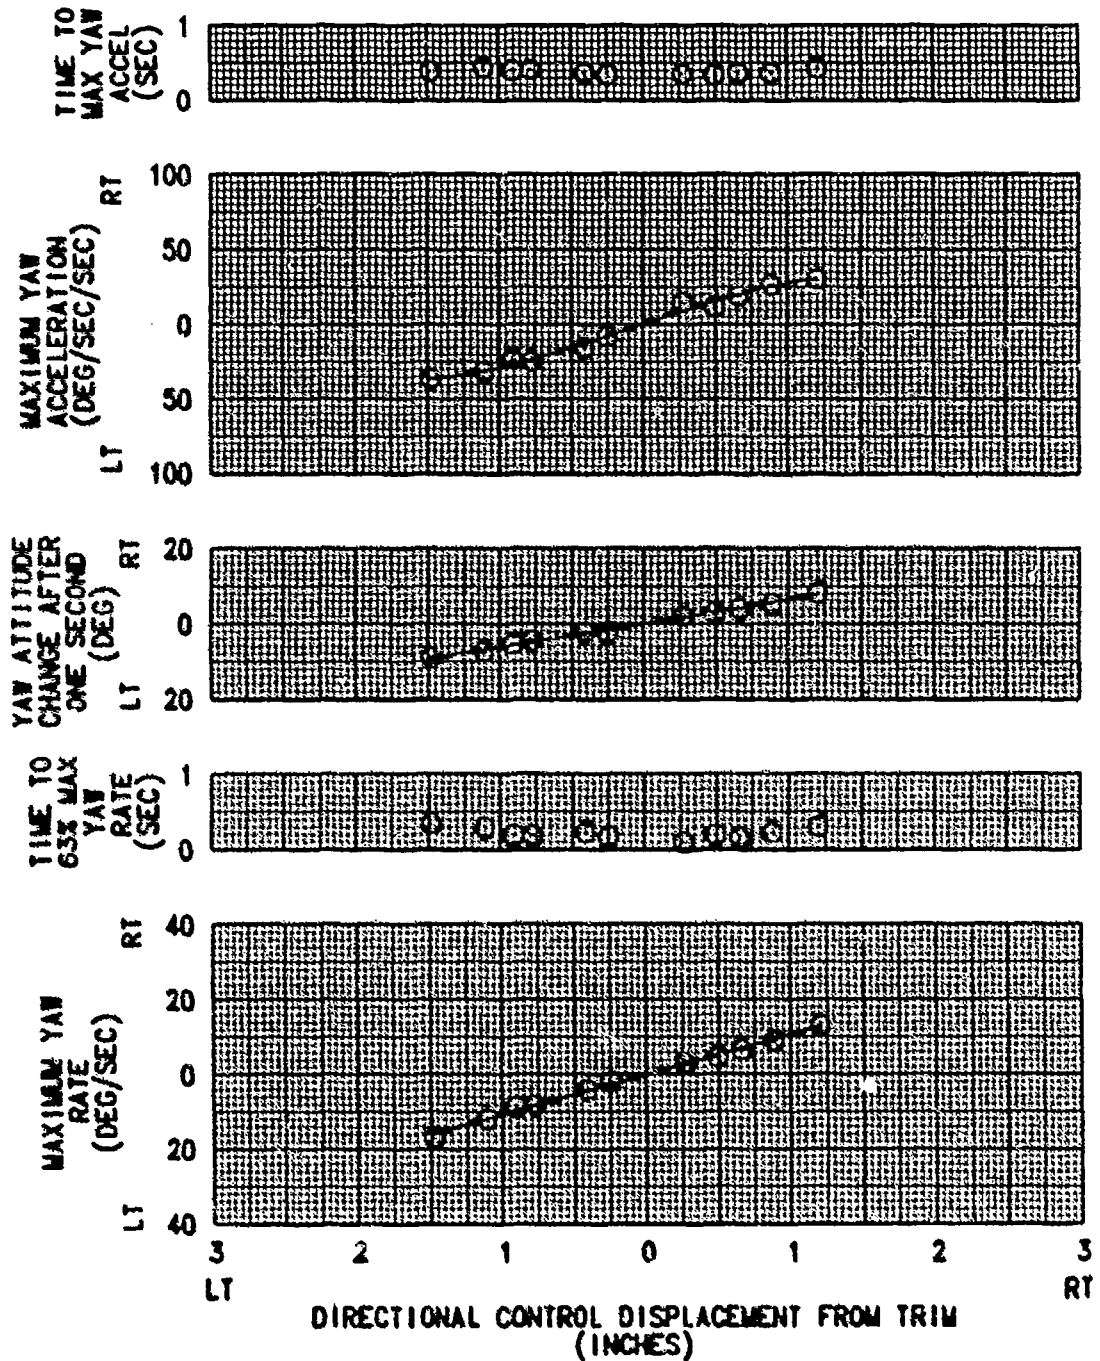 TIME TO
MAX YAW
ACCEL
(SEC)
1
0
MAXIMUM YAW
ACCELERATION
(DEG/SEC/SEC)
LT RT
100
50
0
50
100
YAW ATTITUDE
CHANGE AFTER
ONE SECOND
(DEG)
LT RT
20
0
20
TIME TO
63% MAX
YAW
RATE
(SEC)
1
0
MAXIMUM YAW
RATE
(DEG/SEC)
LT RT
40
20
0
20
40
3 2 1 0 1 2 3
LT RT
DIRECTIONAL CONTROL DISPLACEMENT FROM TRIM
(INCHES)